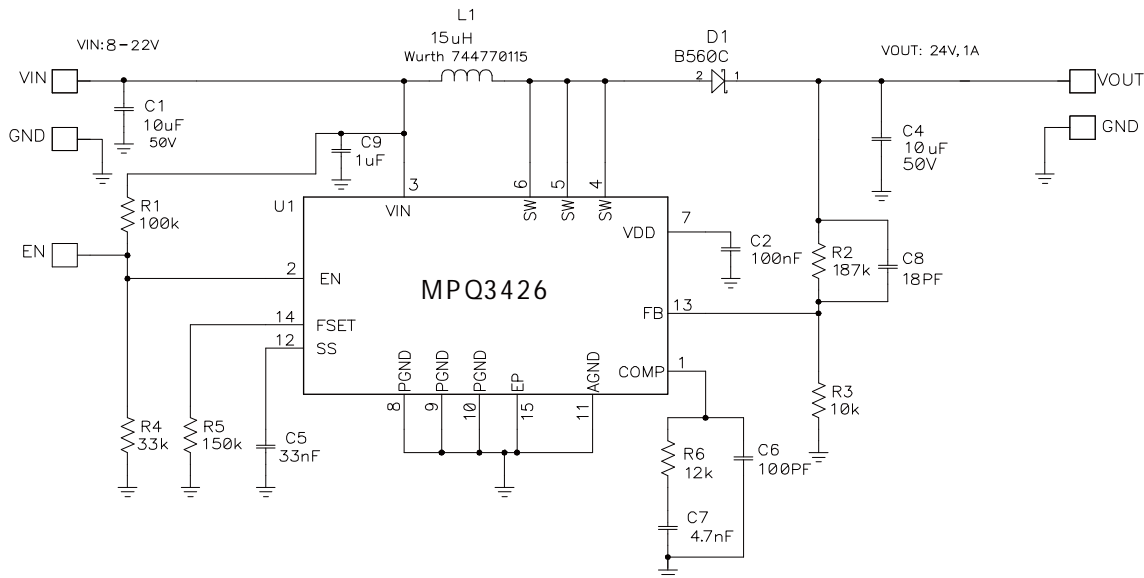 L1
15uH
Wurth 744770115
VIN:8-22V
D1
B560C
VOUT: 24V,1A
VIN
2
1
VOUT
C1
10uF
50V
GND
C9
1uF
C4
10uF
50V
GND
3
6
5
4
R1
100k
U1
VIN
SW
SW
SW
VDD
7
C2
100nF
R2
187k
C8
18PF
EN
2
EN
MPQ3426
14
FSET
FB
13
12
SS
COMP
1
PGND
PGND
PGND
EP
AGND
8
9
10
15
11
R3
10k
R4
33k
R5
150k
C5
33nF
R6
12k
C6
100PF
C7
4.7nF